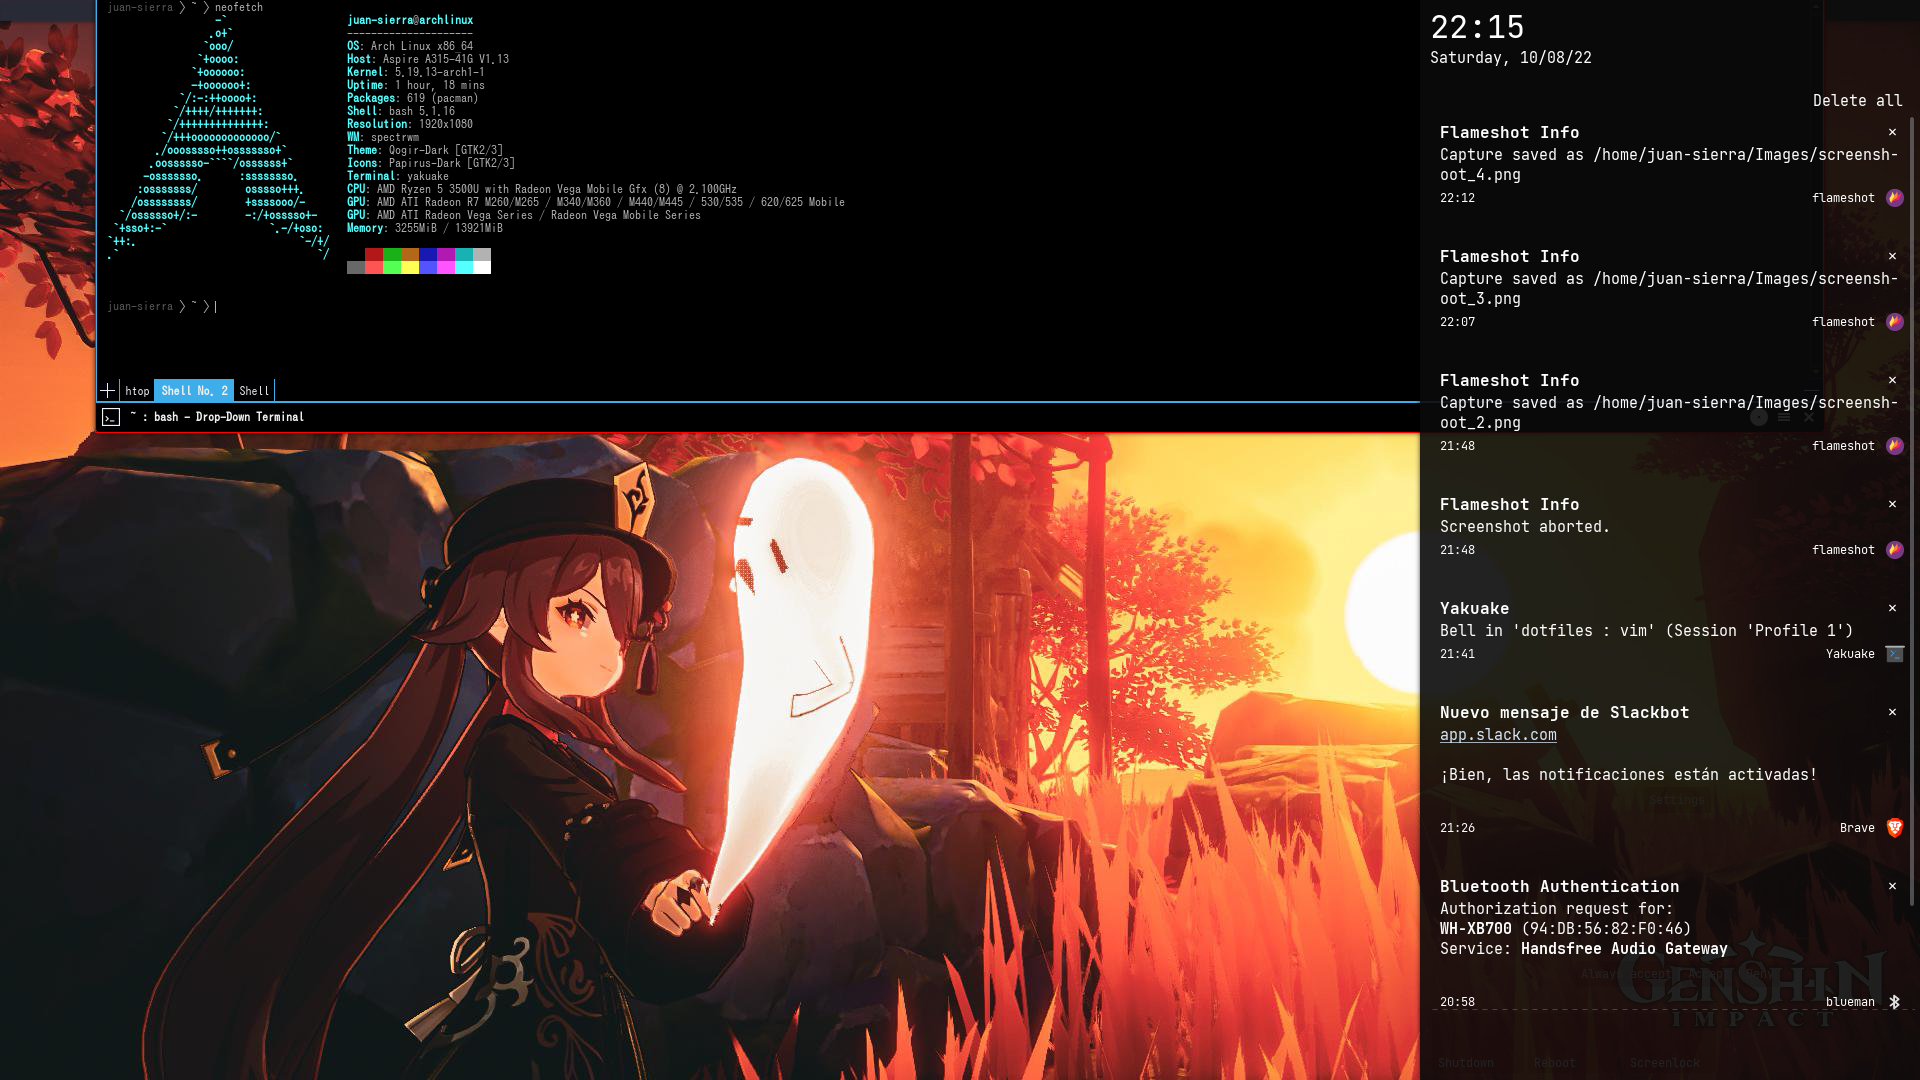 juan-sierra 〉~ 〉neofetch
juan-sierra@archlinux
---------------------
OS: Arch Linux x86_64
Host: Aspire A315-41G V1.13
Kernel: 5.19.13-arch1-1
Uptime: 1 hour, 18 mins
Packages: 619 (pacman)
Shell: bash 5.1.16
Resolution: 1920x1080
WM: spectrwm
Theme: Qogir-Dark [GTK2/3]
Icons: Papirus-Dark [GTK2/3]
Terminal: yakuake
CPU: AMD Ryzen 5 3500U with Radeon Vega Mobile Gfx (8) @ 2.100GHz
GPU: AMD ATI Radeon R7 M260/M265 / M340/M360 / M440/M445 / 530/535 / 620/625 Mobile
GPU: AMD ATI Radeon Vega Series / Radeon Vega Mobile Series
Memory: 3255MiB / 13921MiB
juan-sierra 〉~ 〉
htop Shell No. 2 Shell
~ : bash — Drop-Down Terminal
22:15
Saturday, 10/08/22
Delete all
Flameshot Info
Capture saved as /home/juan-sierra/Images/screensh-
oot_4.png
22:12 flameshot
Flameshot Info
Capture saved as /home/juan-sierra/Images/screensh-
oot_3.png
22:07 flameshot
Flameshot Info
Capture saved as /home/juan-sierra/Images/screensh-
oot_2.png
21:48 flameshot
Flameshot Info
Screenshot aborted.
21:48 flameshot
Yakuake
Bell in 'dotfiles : vim' (Session 'Profile 1')
21:41 Yakuake
Nuevo mensaje de Slackbot
app.slack.com
¡Bien, las notificaciones están activadas!
Settings
21:26 Brave
Bluetooth Authentication
Authorization request for:
WH-XB700 (94:DB:56:82:F0:46)
Service: Handsfree Audio Gateway
Always accept Accept Deny
20:58 blueman
GENSHIN
IMPACT
Shutdown Reboot Screenlock